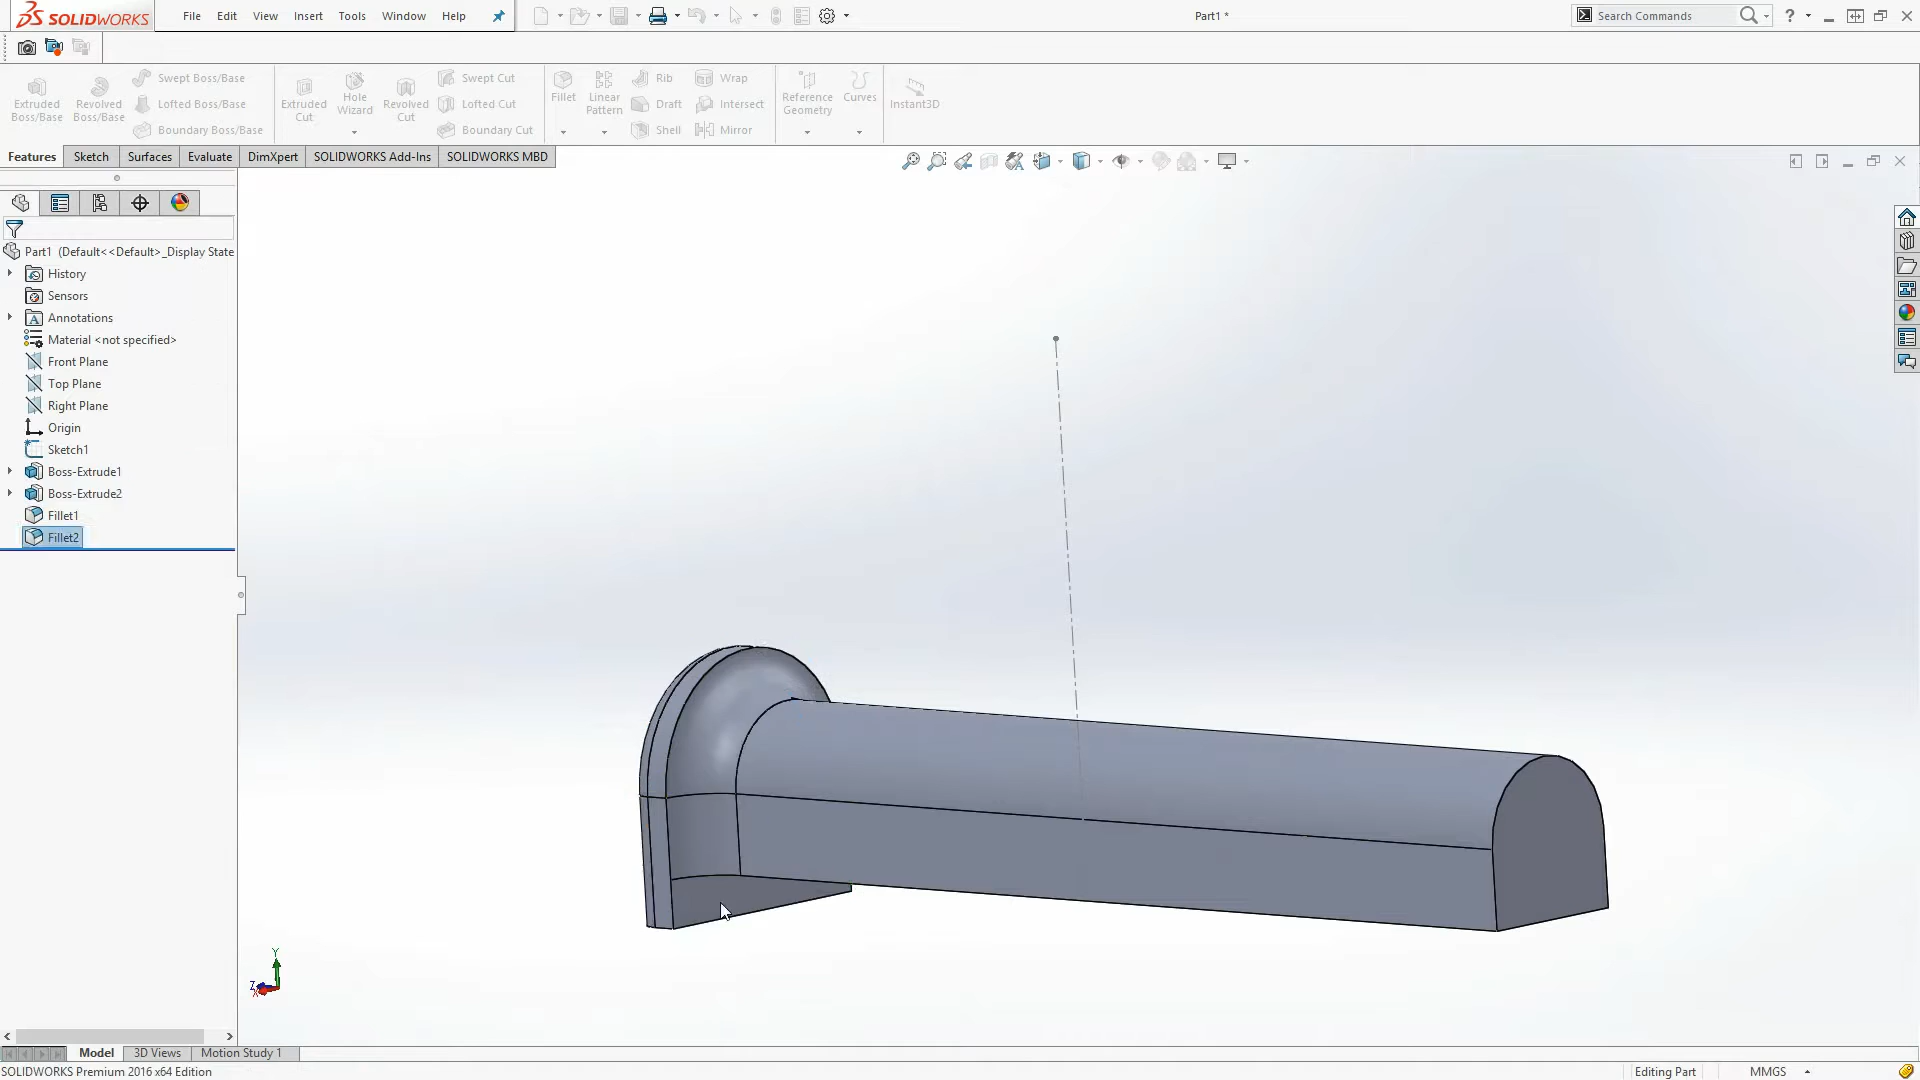 SOLIDWORKS File Edit View Insert Tools Window Help Part1 * Search Commands ?
Swept Boss/Base Swept Cut Rib Wrap
Extruded Boss/Base Revolved Boss/Base Lofted Boss/Base Extruded Cut Hole Wizard Revolved Cut Lofted Cut Fillet Linear Pattern Draft Intersect Reference Geometry Curves Instant3D
Boundary Boss/Base Boundary Cut Shell Mirror
Features Sketch Surfaces Evaluate DimXpert SOLIDWORKS Add-Ins SOLIDWORKS MBD
Part1 (Default<<Default>_Display State
History
Sensors
A Annotations
Material <not specified>
Front Plane
Top Plane
Right Plane
Origin
Sketch1
Boss-Extrude1
Boss-Extrude2
Fillet1
Fillet2
Y
Z
X
Model 3D Views Motion Study 1
SOLIDWORKS Premium 2016 x64 Edition Editing Part MMGS